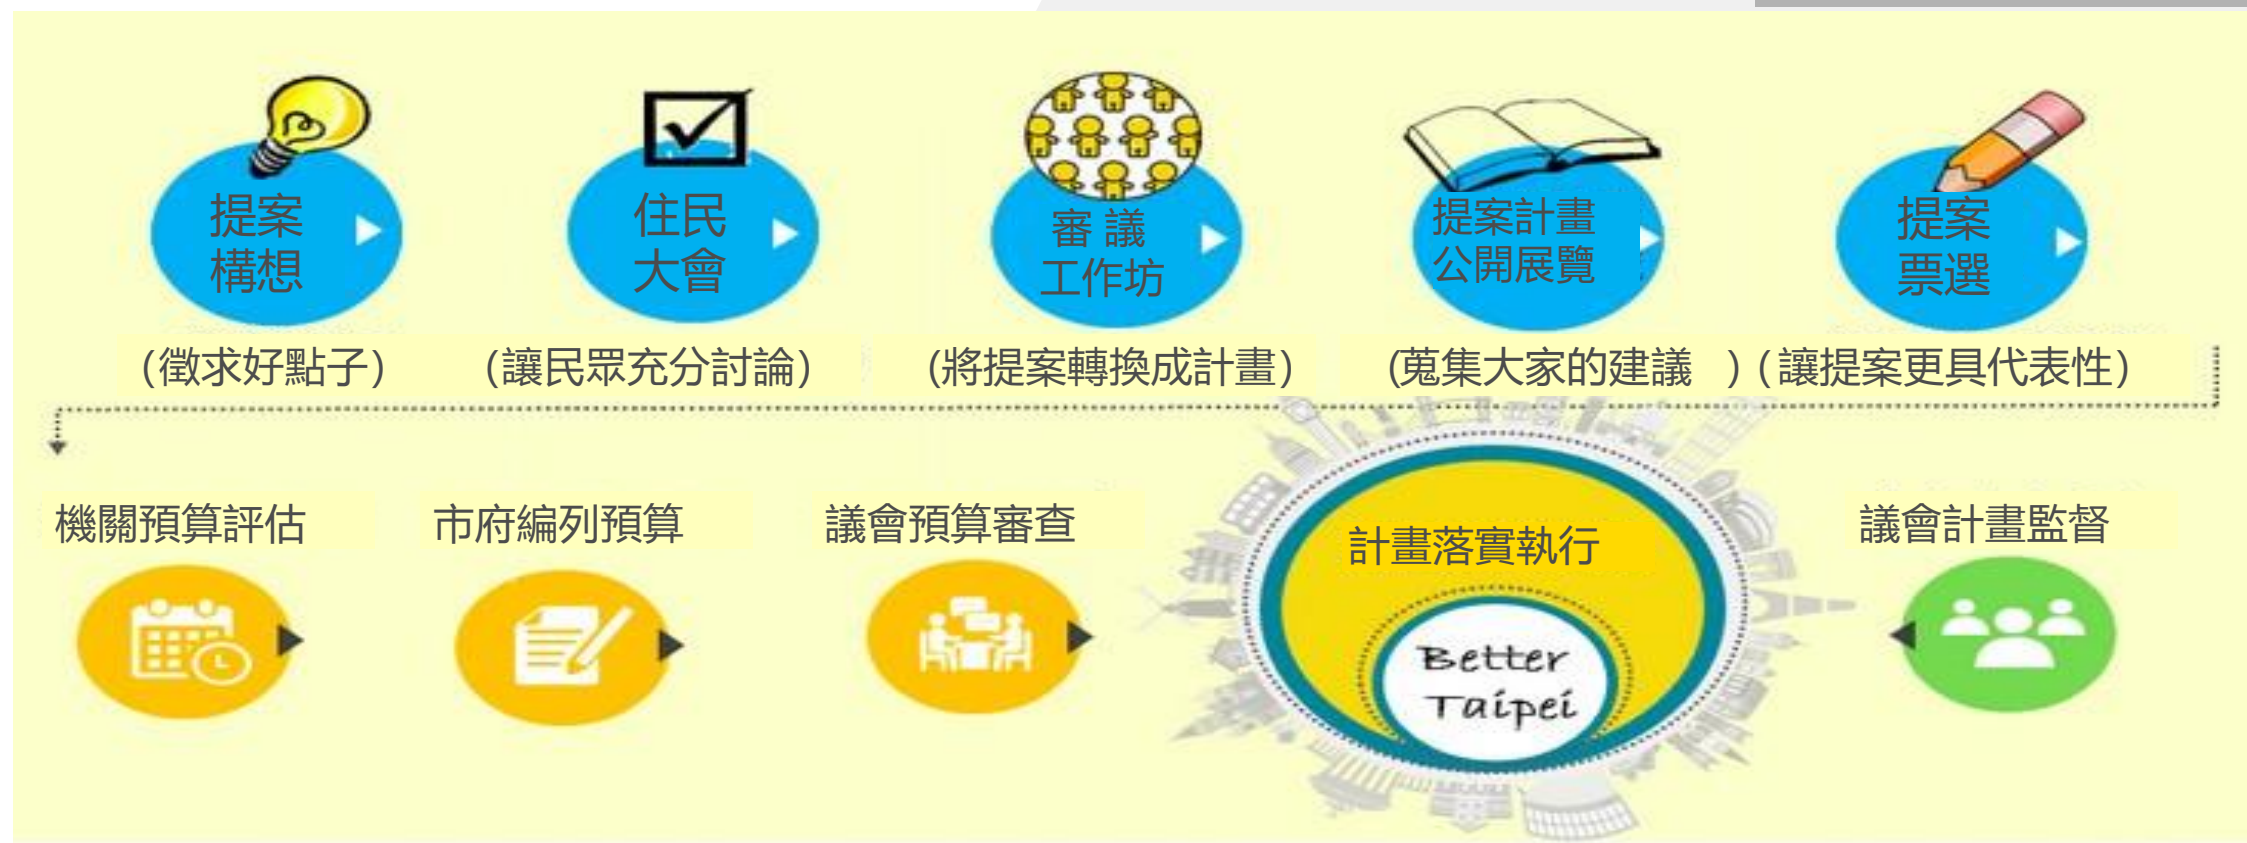 提案
構想
住民
大會
審 議
工作坊
提案計畫
公開展覽
提案
票選
(徵求好點子)
(讓民眾充分討論)
(將提案轉換成計畫)
(蒐集大家的建議 )
(讓提案更具代表性)
機關預算評估
市府編列預算
議會預算審查
計畫落實執行
Better
Taipei
議會計畫監督